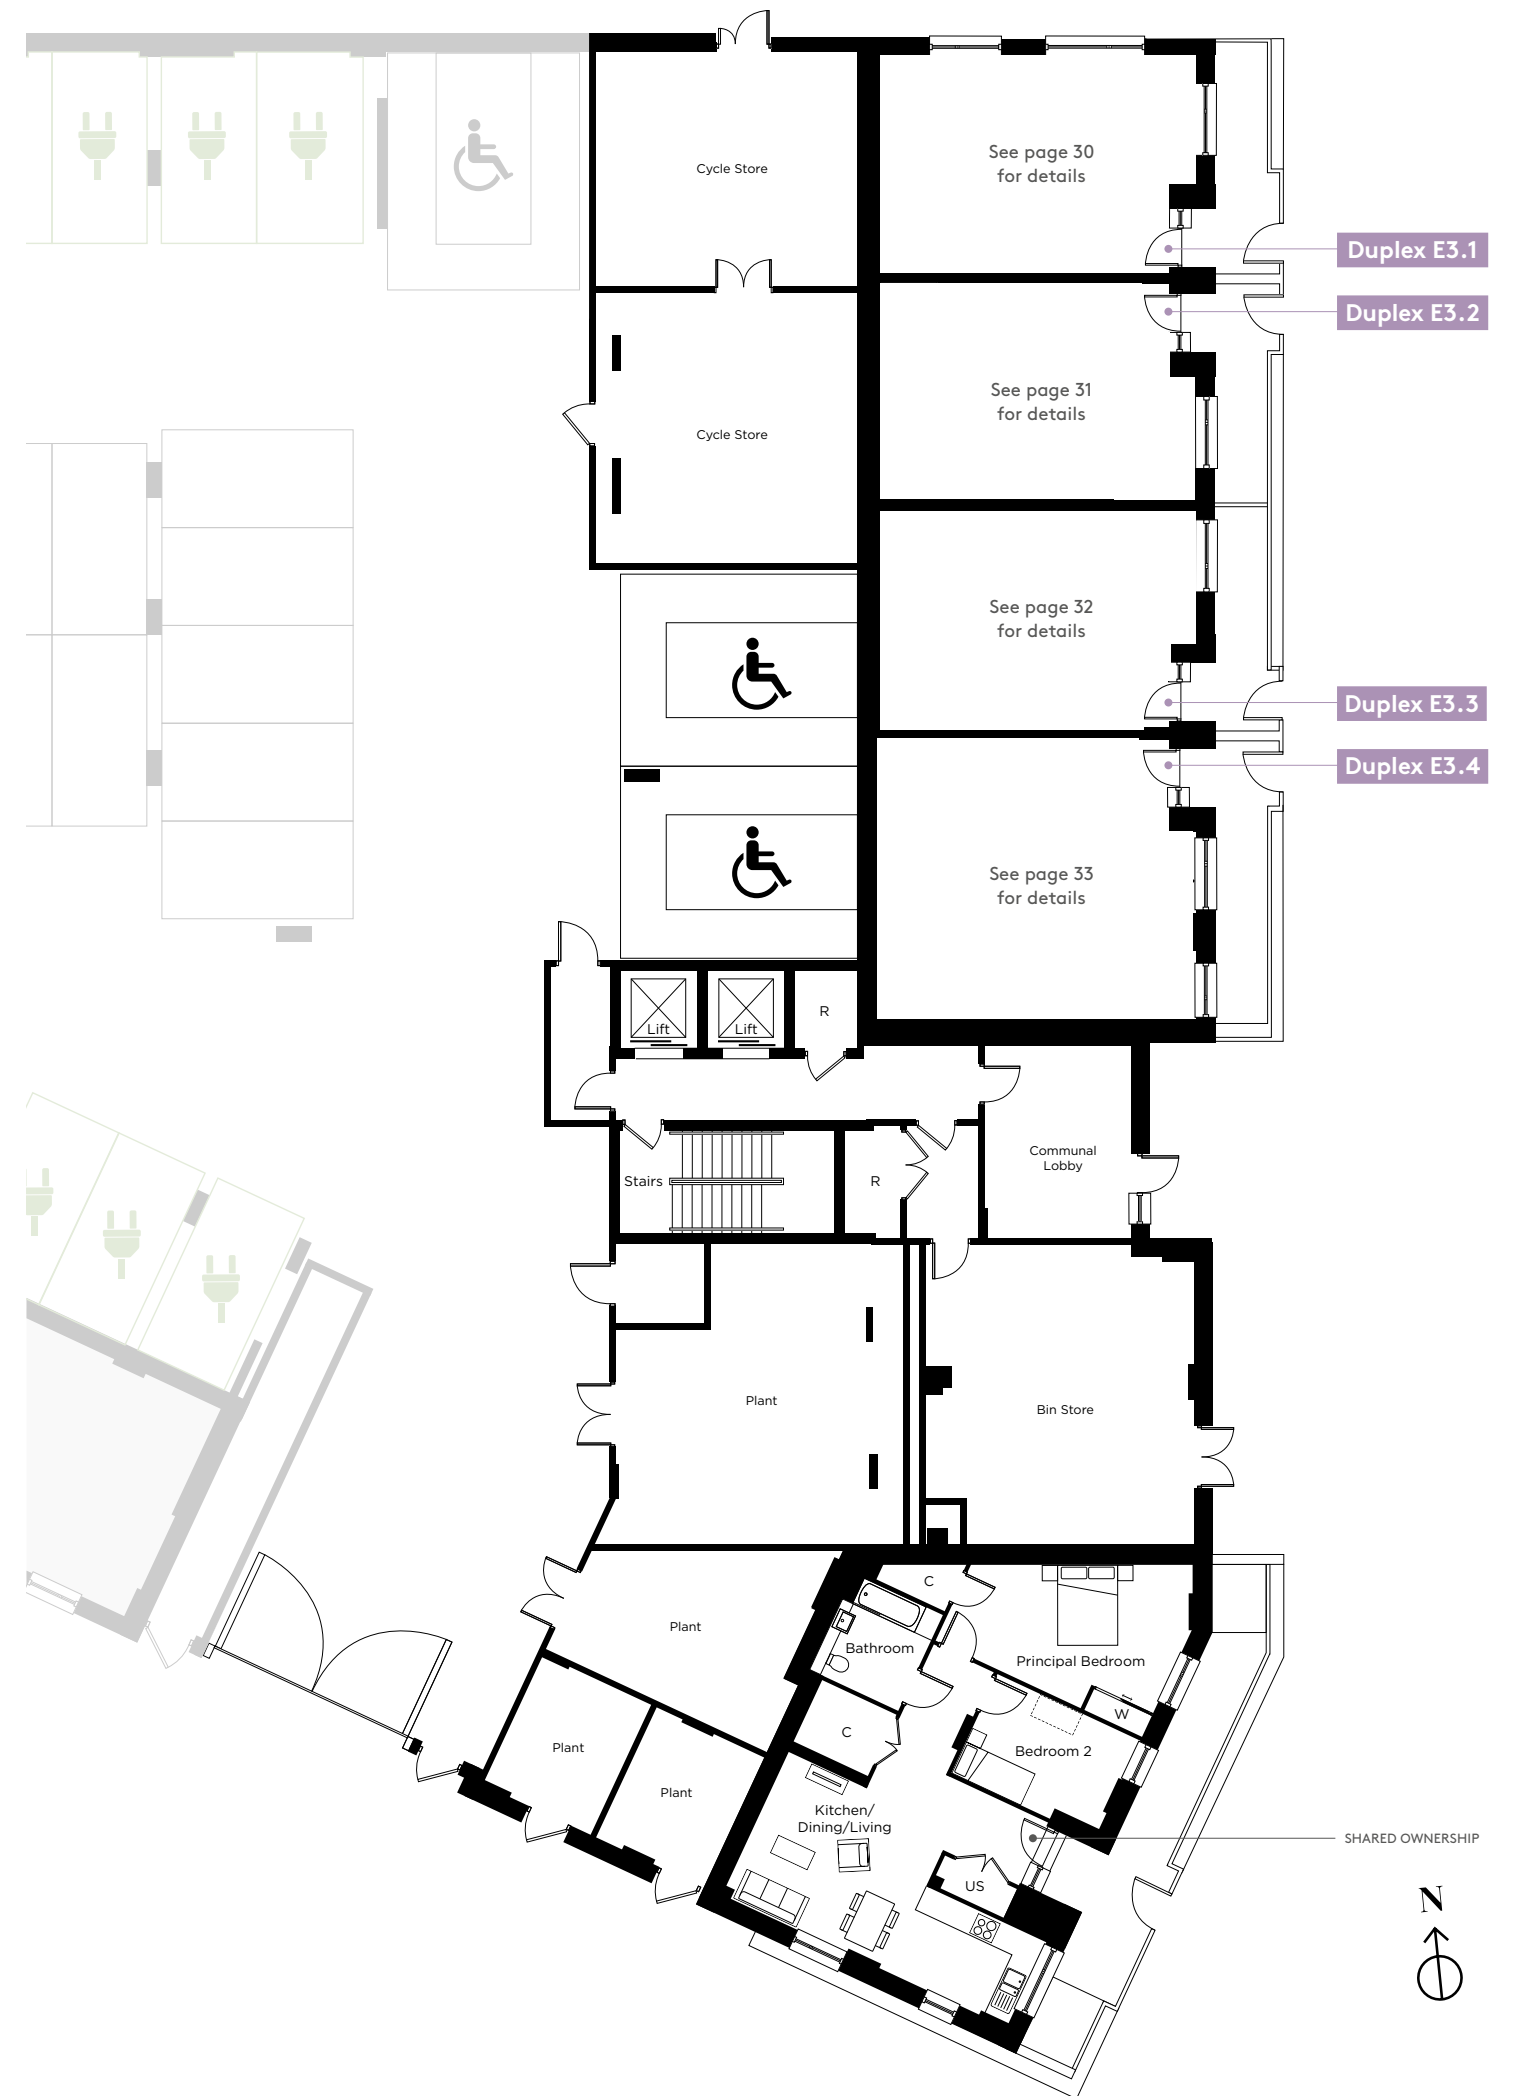 Cycle Store
See page 30
for details
Duplex E3.1
Duplex E3.2
See page 31
for details
Cycle Store
See page 32
for details
Duplex E3.3
Duplex E3.4
See page 33
for details
Lift
Lift
R
Communal
Lobby
Stairs
R
Plant
Bin Store
C
Plant
Bathroom
Principal Bedroom
W
C
Plant
Bedroom 2
Plant
Kitchen/
Dining/Living
SHARED OWNERSHIP
US
N